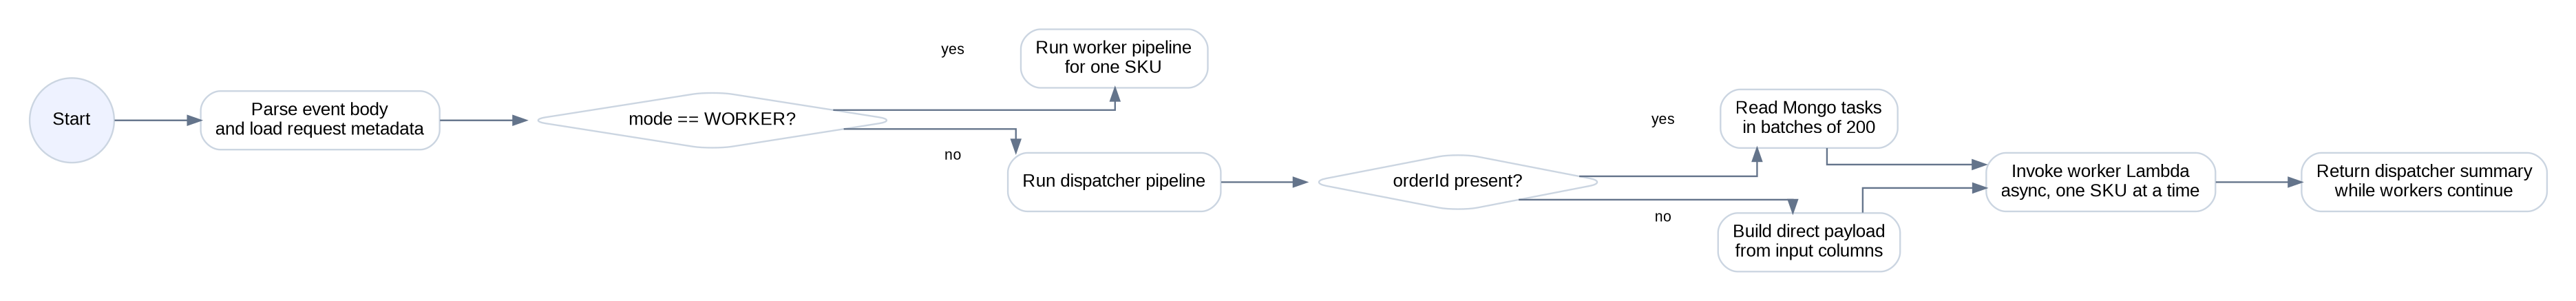 Start
Parse event body
and load request metadata
mode == WORKER?
yes
Run worker pipeline
for one SKU
no
Run dispatcher pipeline
orderId present?
yes
Read Mongo tasks
in batches of 200
no
Build direct payload
from input columns
Invoke worker Lambda
async, one SKU at a time
Return dispatcher summary
while workers continue